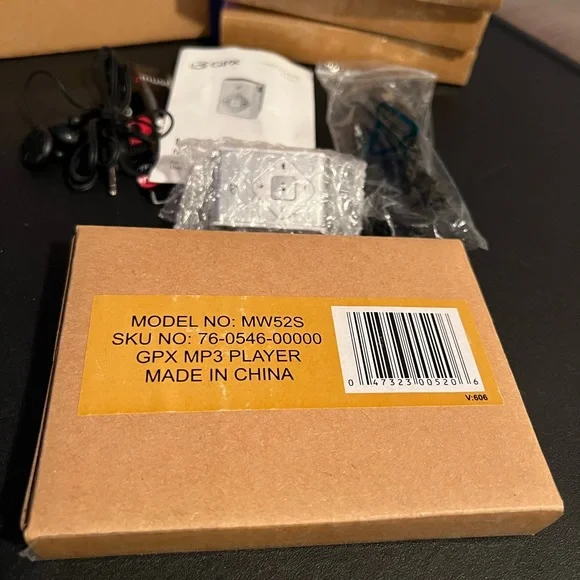 GPX
MODEL NO: MW52S
SKU NO: 76-0546-00000
GPX MP3 PLAYER
MADE IN CHINA
0 47323 00520 6
V:606